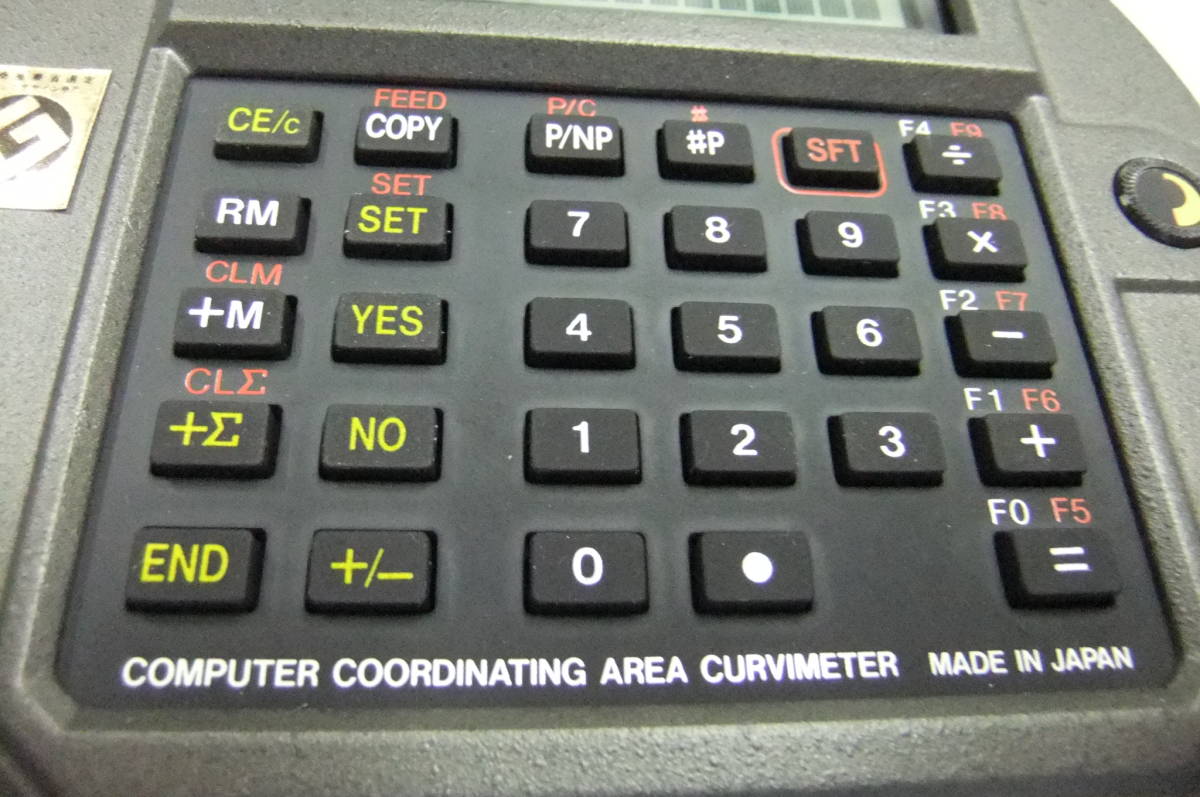 FEED P/C # F4 F9
CE/c COPY P/NP #P SFT ÷
SET F3 F8
RM SET 7 8 9 ×
CLM F2 F7
+M YES 4 5 6 −
CLΣ F1 F6
+Σ NO 1 2 3 +
F0 F5
END +/− 0 • =
COMPUTER COORDINATING AREA CURVIMETER MADE IN JAPAN